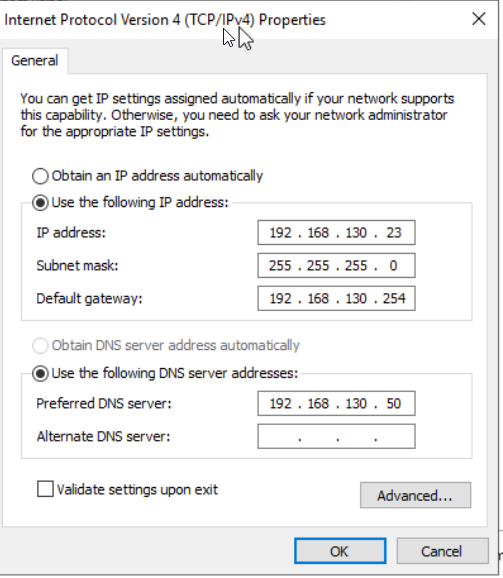 Internet Protocol Version 4 (TCP/IPv4) Properties
General
You can get IP settings assigned automatically if your network supports
this capability. Otherwise, you need to ask your network administrator
for the appropriate IP settings.
Obtain an IP address automatically
Use the following IP address:
IP address: 192 . 168 . 130 . 23
Subnet mask: 255 . 255 . 255 . 0
Default gateway: 192 . 168 . 130 . 254
Obtain DNS server address automatically
Use the following DNS server addresses:
Preferred DNS server: 192 . 168 . 130 . 50
Alternate DNS server: . . .
Validate settings upon exit
Advanced...
OK Cancel